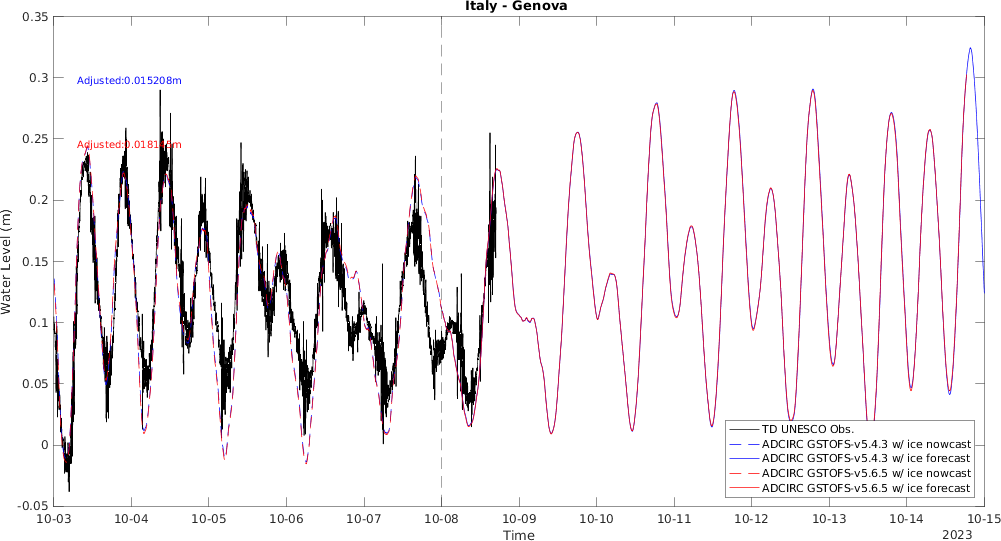 Italy - Genova
0.35
0.3
0.25
0.2
0.15
0.1
0.05
0
-0.05
Water Level (m)
Adjusted:0.015208m
10-03
10-04
10-05
10-06
10-07
10-08
10-09
10-10
10-11
10-12
10-13
10-14
10-15
Time
2023
TD UNESCO Obs.
ADCIRC GSTOFS-v5.4.3 w/ ice nowcast
ADCIRC GSTOFS-v5.4.3 w/ ice forecast
ADCIRC GSTOFS-v5.6.5 w/ ice nowcast
ADCIRC GSTOFS-v5.6.5 w/ ice forecast